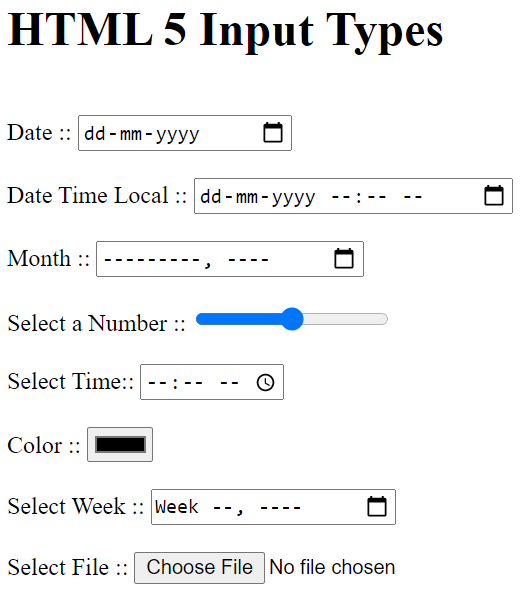 HTML 5 Input Types
Date :: dd-mm-yyyy
Date Time Local :: dd-mm-yyyy --:-- --
Month :: ---------, ----
Select a Number ::
Select Time:: --:-- --
Color ::
Select Week :: Week --, ----
Select File :: Choose File No file chosen